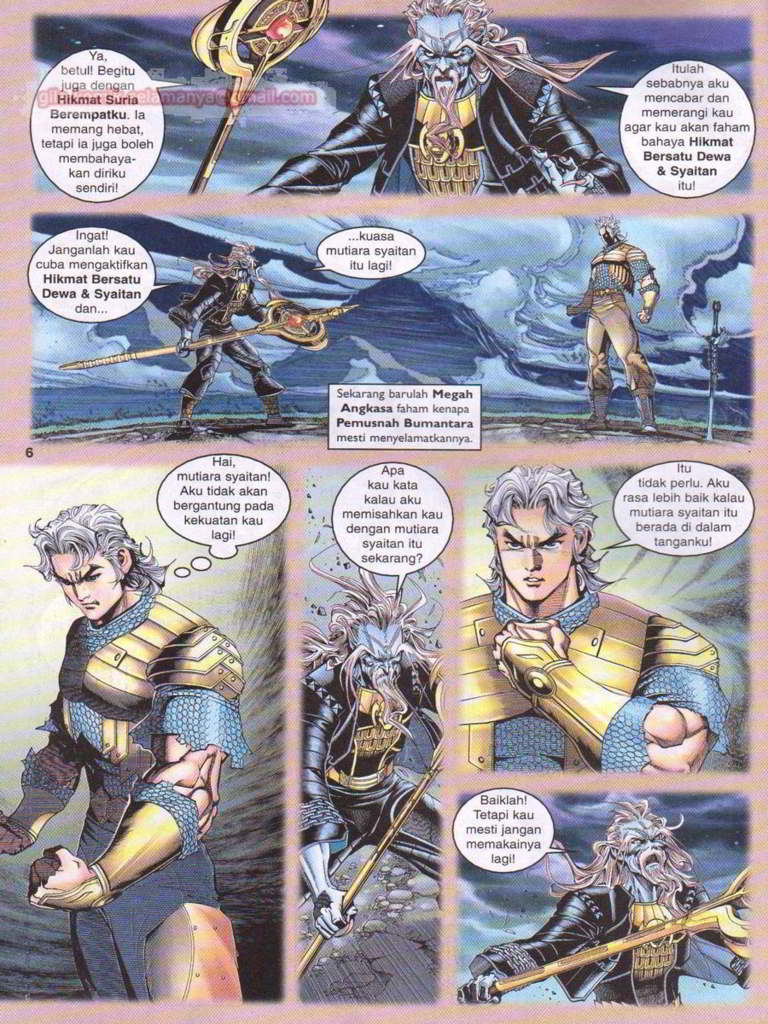 Ya,
betul! Begitu
juga dengan
Hikmat Suria
Berempatku. Ia
memang hebat,
tetapi ia juga boleh
membahaya-
kan diriku
sendiri!
Itulah
sebabnya aku
mencabar dan
memerangi kau
agar kau akan faham
bahaya Hikmat
Bersatu Dewa
& Syaitan
itu!
Ingat!
Janganlah kau
cuba mengaktifkan
Hikmat Bersatu
Dewa & Syaitan
dan...
...kuasa
mutiara syaitan
itu lagi!
Sekarang barulah Megah
Angkasa faham kenapa
Pemusnah Bumantara
mesti menyelamatkannya.
6
Hai,
mutiara syaitan!
Aku tidak akan
bergantung pada
kekuatan kau
lagi!
Apa
kau kata
kalau aku
memisahkan kau
dengan mutiara
syaitan itu
sekarang?
Itu
tidak perlu. Aku
rasa lebih baik kalau
mutiara syaitan itu
berada di dalam
tanganku!
Baiklah!
Tetapi kau
mesti jangan
memakainya
lagi!